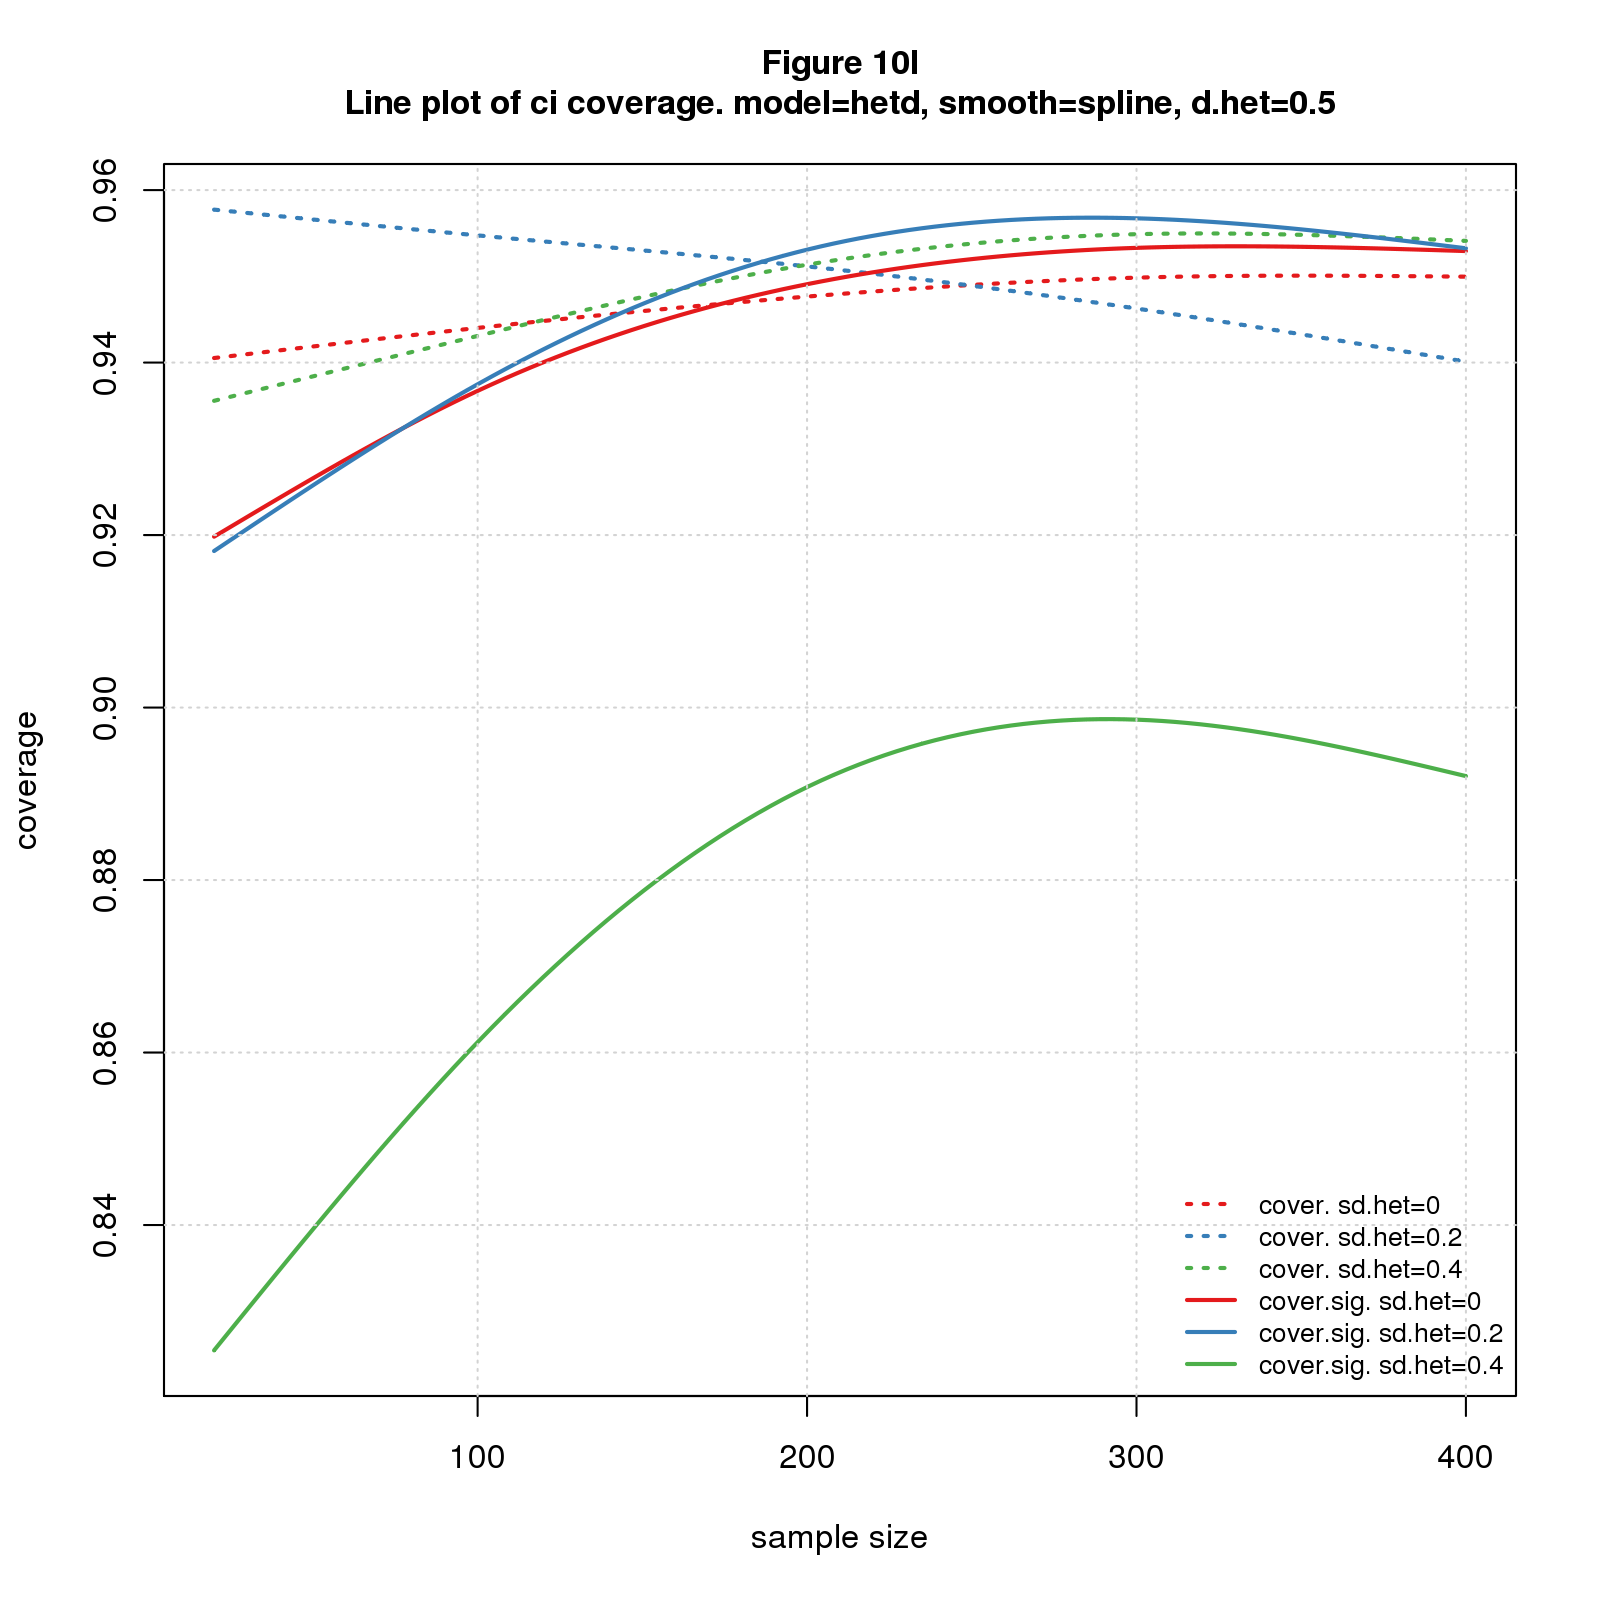 Figure 10l
Line plot of ci coverage. model=hetd, smooth=spline, d.het=0.5
0.96
0.94
0.92
0.90
0.88
0.86
0.84
coverage
cover. sd.het=0
cover. sd.het=0.2
cover. sd.het=0.4
cover.sig. sd.het=0
cover.sig. sd.het=0.2
cover.sig. sd.het=0.4
100 200 300 400
sample size